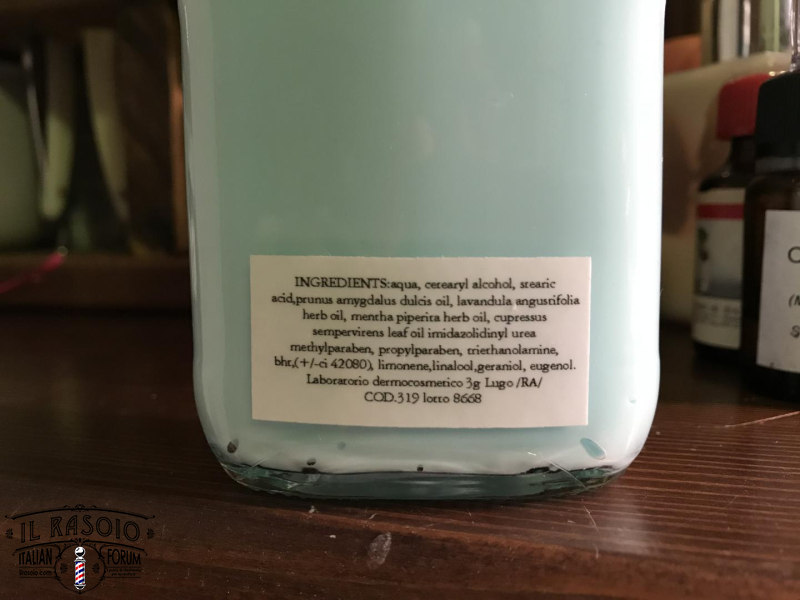 INGREDIENTS:aqua, cerearyl alcohol, stearic
acid,prunus amygdalus dulcis oil, lavandula angustifolia
herb oil, mentha piperita herb oil, cupressus
sempervirens leaf oil imidazolidinyl urea
methylparaben, propylparaben, triethanolamine,
bht,(+/-ci 42080), limonene,linalool,geraniol, eugenol.
Laboratorio dermocosmetico 3g Lugo /RA/
COD.319 lotto 8668
IL RASOIO
ITALIAN FORUM